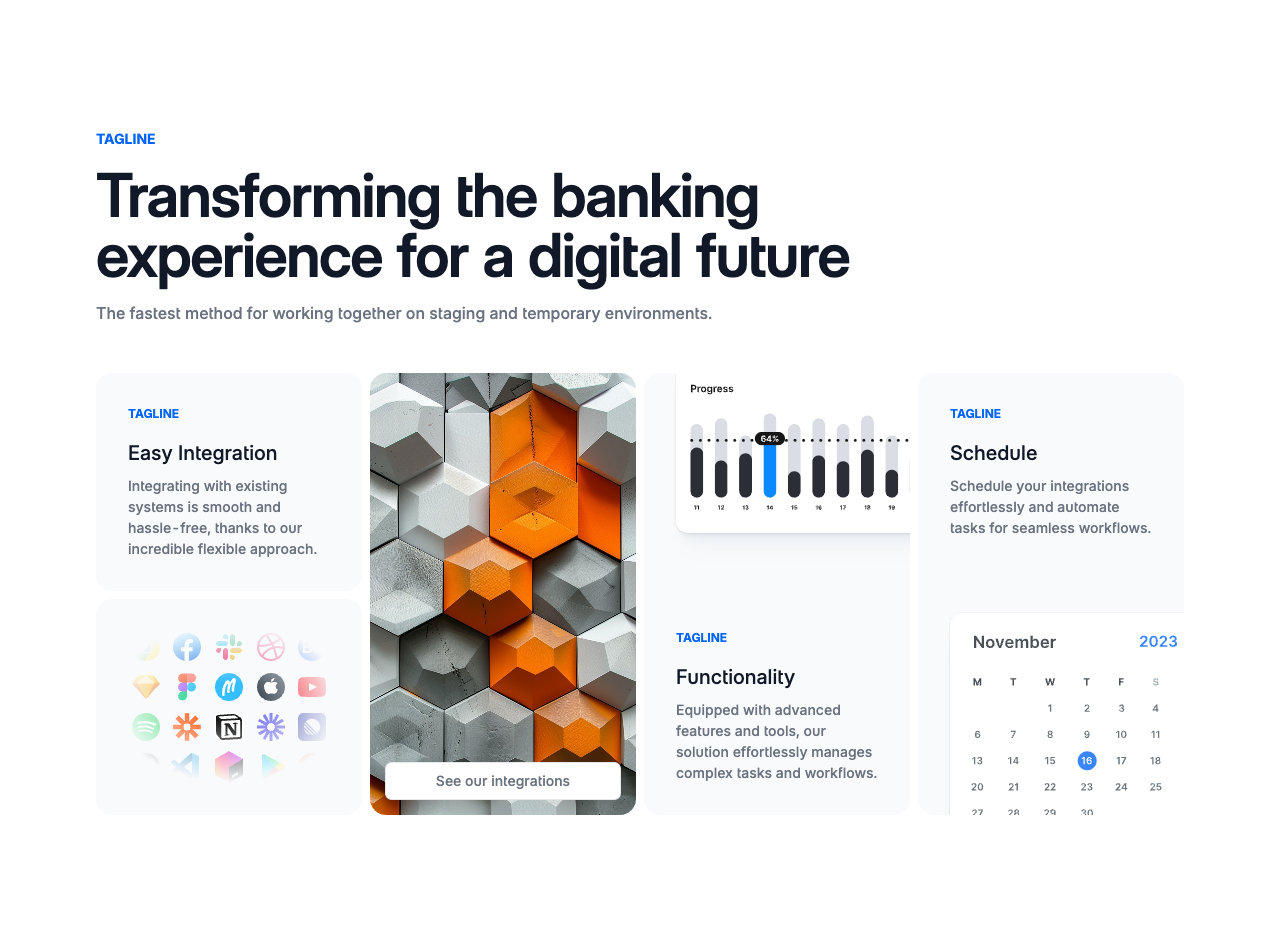 TAGLINE
Transforming the banking
experience for a digital future
The fastest method for working together on staging and temporary environments.
TAGLINE
Easy Integration
Integrating with existing
systems is smooth and
hassle-free, thanks to our
incredible flexible approach.
See our integrations
Progress
64%
11 12 13 14 15 16 17 18 19
TAGLINE
Functionality
Equipped with advanced
features and tools, our
solution effortlessly manages
complex tasks and workflows.
TAGLINE
Schedule
Schedule your integrations
effortlessly and automate
tasks for seamless workflows.
November 2023
M T W T F S
1 2 3 4
6 7 8 9 10 11
13 14 15 16 17 18
20 21 22 23 24 25
27 28 29 30